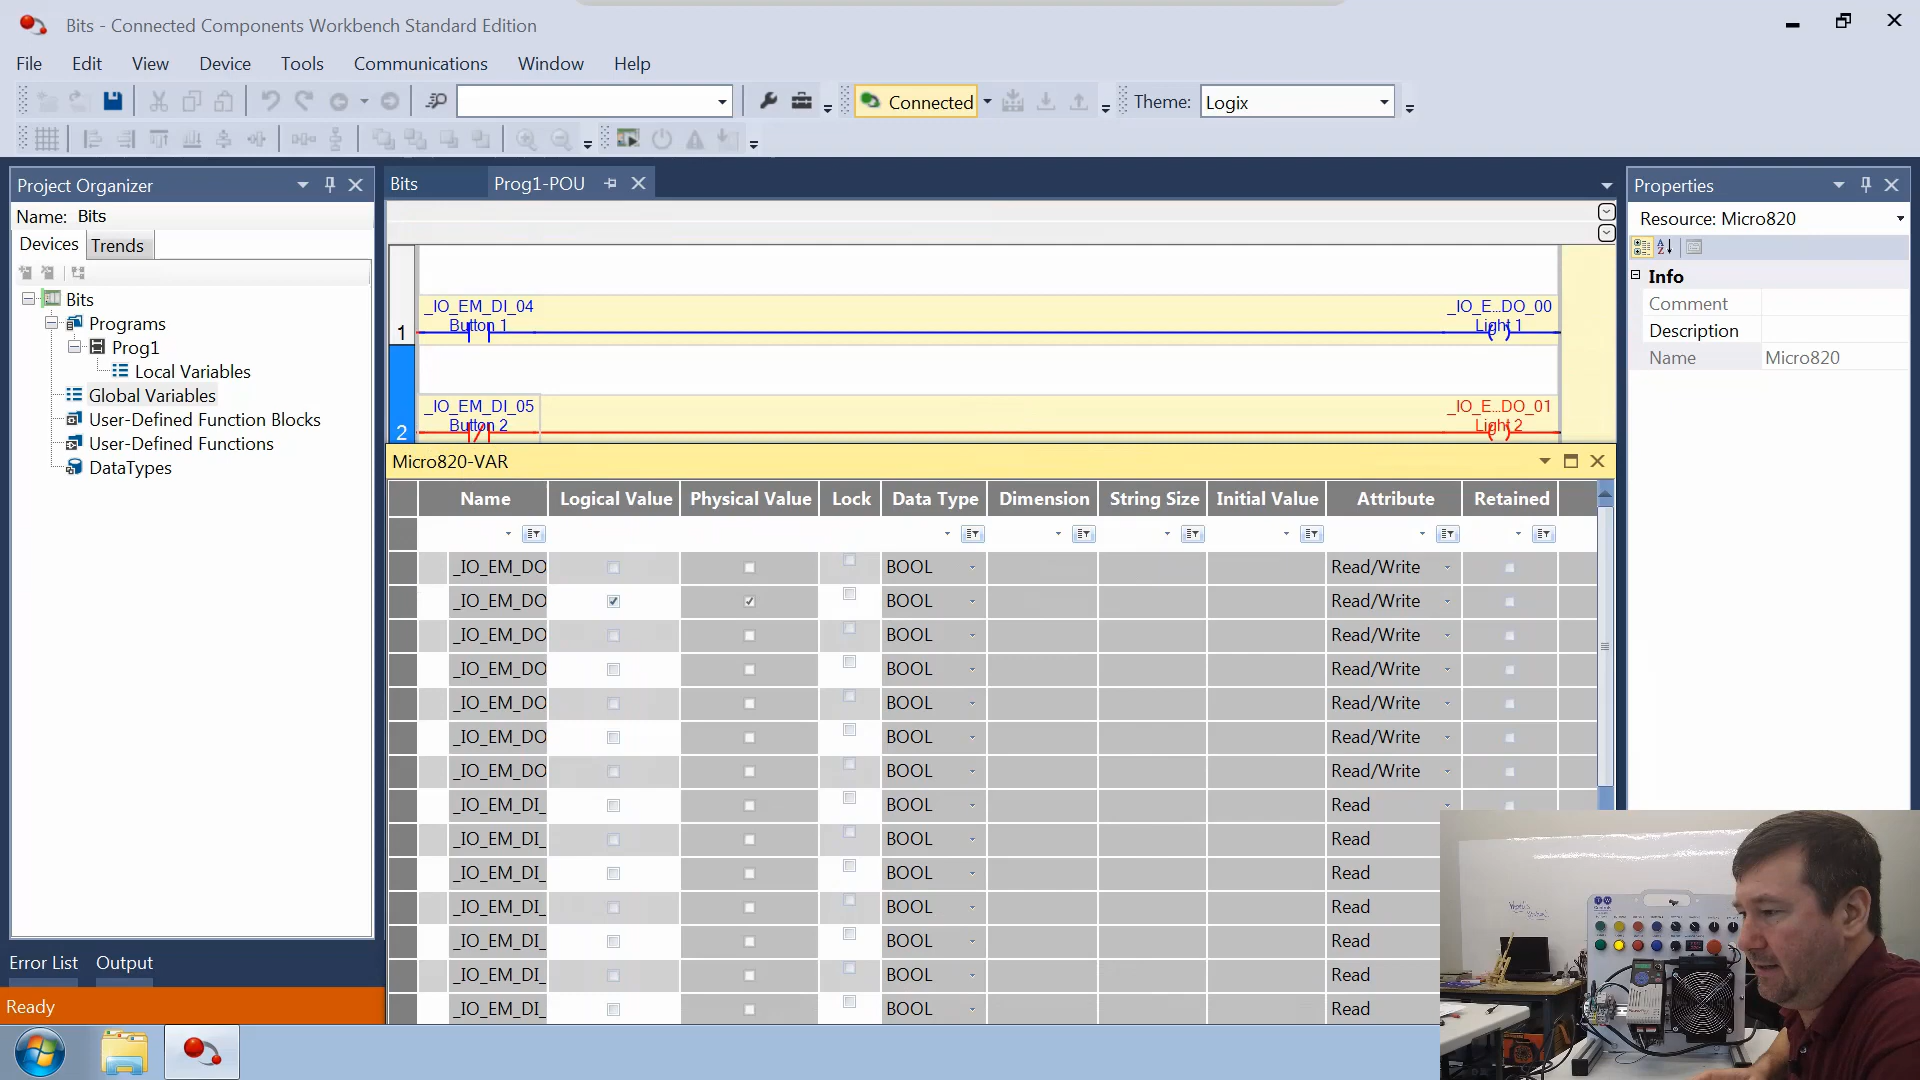 Bits - Connected Components Workbench Standard Edition
File Edit View Device Tools Communications Window Help
Connected Theme: Logix
Project Organizer
Name: Bits
Devices Trends
Bits
Programs
Prog1
Local Variables
Global Variables
User-Defined Function Blocks
User-Defined Functions
DataTypes
Error List Output
Ready
Bits Prog1-POU
_IO_EM_DI_04 _IO_E...DO_00
Button 1 Light 1
1
_IO_EM_DI_05 _IO_E...DO_01
Button 2 Light 2
2
Micro820-VAR
Name Logical Value Physical Value Lock Data Type Dimension String Size Initial Value Attribute Retained
_IO_EM_DO BOOL Read/Write
_IO_EM_DO BOOL Read/Write
_IO_EM_DO BOOL Read/Write
_IO_EM_DO BOOL Read/Write
_IO_EM_DO BOOL Read/Write
_IO_EM_DO BOOL Read/Write
_IO_EM_DO BOOL Read/Write
_IO_EM_DI_ BOOL Read
_IO_EM_DI_ BOOL Read
_IO_EM_DI_ BOOL Read
_IO_EM_DI_ BOOL Read
_IO_EM_DI_ BOOL Read
_IO_EM_DI_ BOOL Read
_IO_EM_DI_ BOOL Read
Properties
Resource: Micro820
Info
Comment
Description
Name Micro820